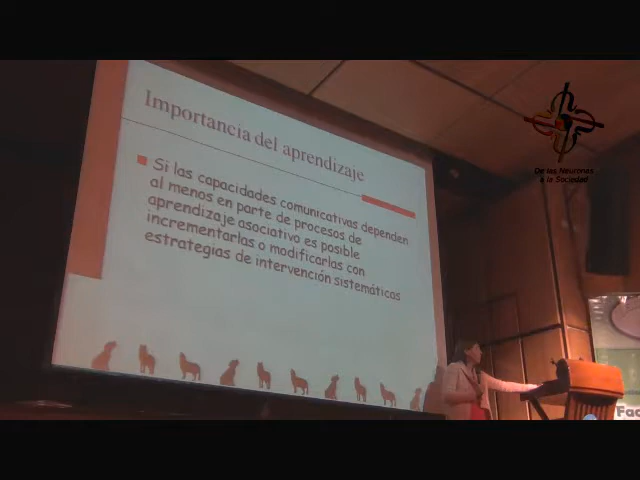 De las Neurones
a la Sociedad
Importancia del aprendizaje
Si las capacidades comunicativas dependen
al menos en parte de procesos de
aprendizaje asociativo es posible
incrementarlas o modificarlas con
estrategias de intervención sistemáticas
Fac